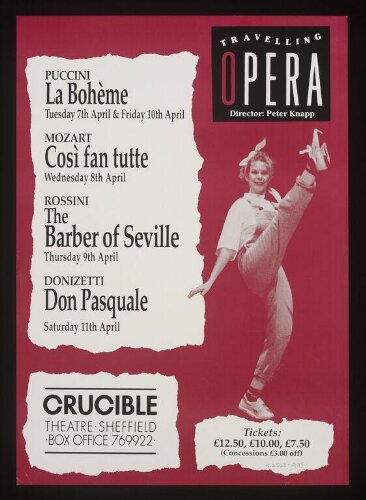 TRAVELLING
OPERA
Director: Peter Knapp
PUCCINI
La Bohème
Tuesday 7th April & Friday 10th April
MOZART
Così fan tutte
Wednesday 8th April
ROSSINI
The
Barber of Seville
Thursday 9th April
DONIZETTI
Don Pasquale
Saturday 11th April
CRUCIBLE
THEATRE·SHEFFIELD
·BOX OFFICE 769922·
Tickets:
£12.50, £10.00, £7.50
(Concessions £3.00 off)